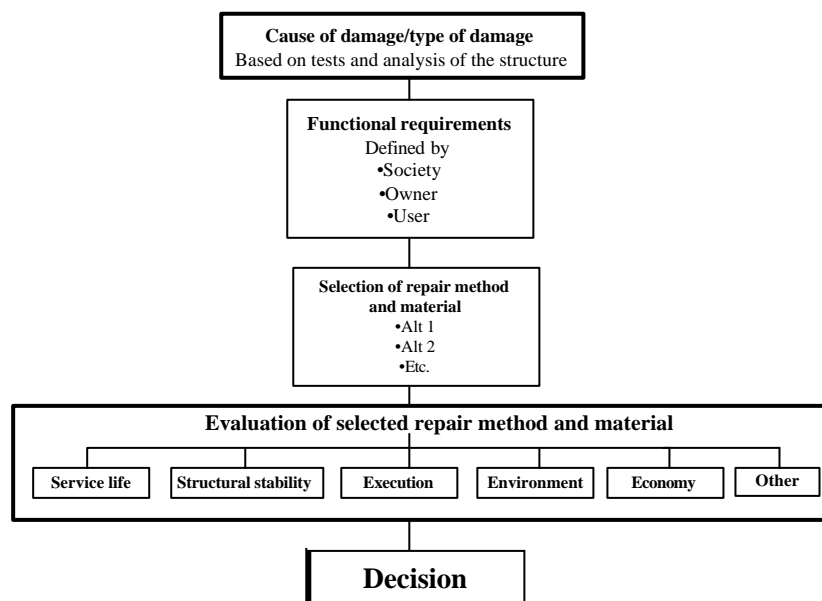 Cause of damage/type of damage
Based on tests and analysis of the structure
Functional requirements
Defined by
•Society
•Owner
•User
Selection of repair method
and material
•Alt 1
•Alt 2
•Etc.
Evaluation of selected repair method and material
Service life
Structural stability
Execution
Environment
Economy
Other
Decision